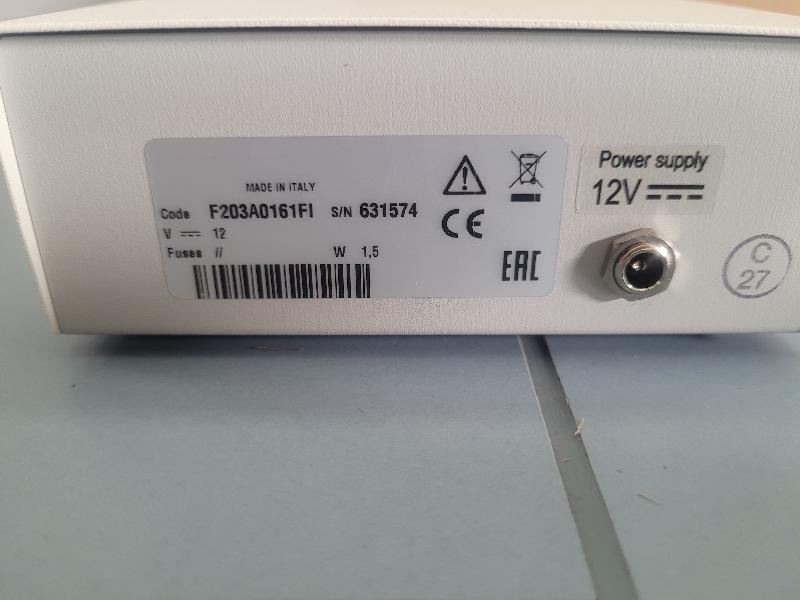 MADE IN ITALY
Code F203A0161FI S/N 631574
V ⎓ 12
Fuses // W 1,5
CE
EAC
Power supply
12V ⎓
C
27